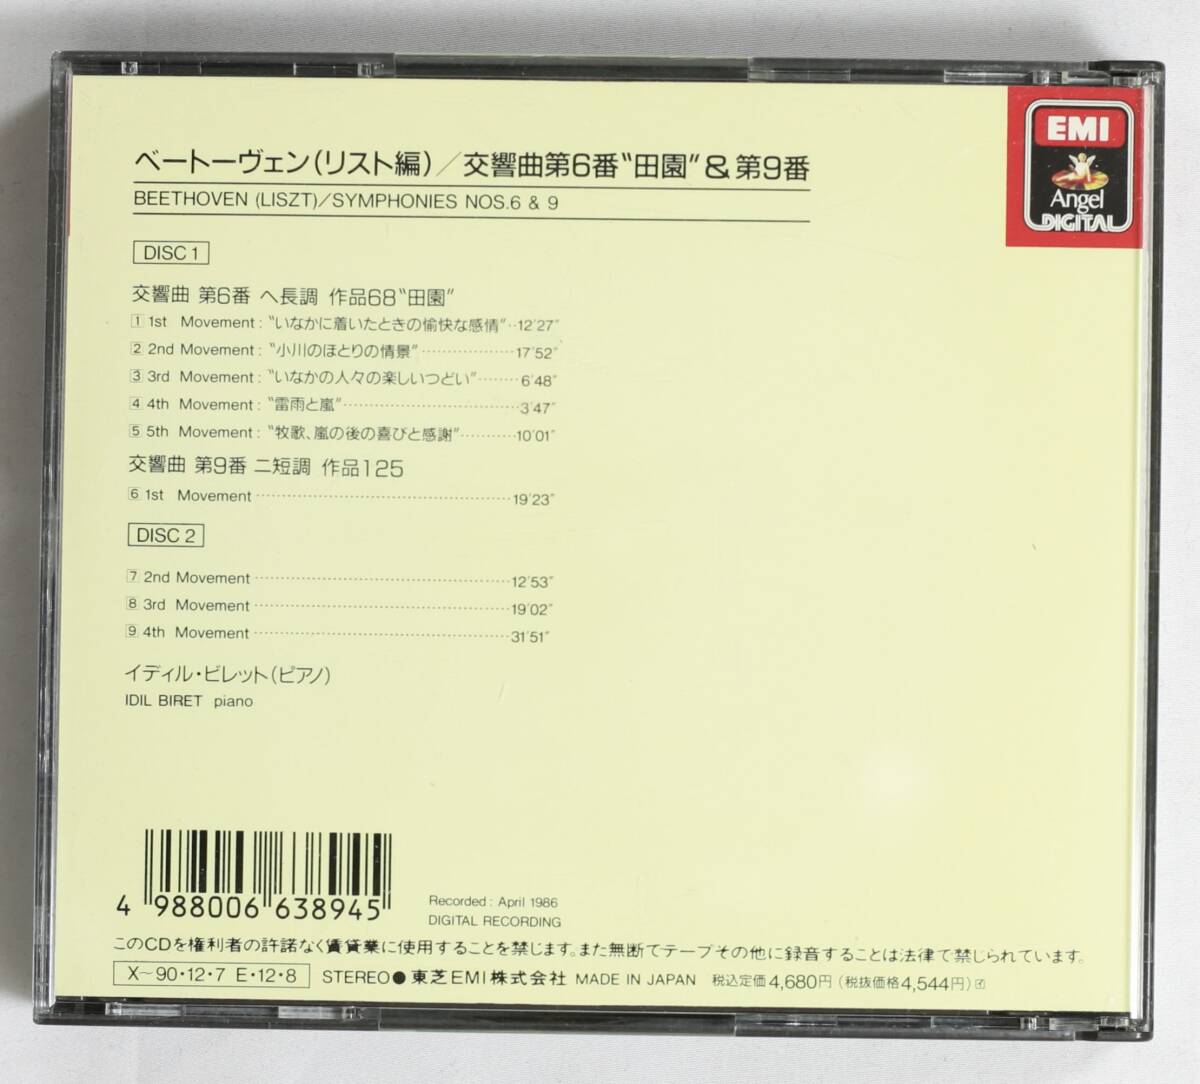 ベートーヴェン(リスト編)／交響曲第6番“田園”&第9番
BEETHOVEN (LISZT)/SYMPHONIES NOS.6 & 9
EMI
Angel
DIGITAL
DISC 1
交響曲 第6番 ヘ長調 作品68“田園”
1 1st Movement: “いなかに着いたときの愉快な感情”‥12′27″
2 2nd Movement: “小川のほとりの情景”…………17′52″
3 3rd Movement: “いなかの人々の楽しいつどい”……6′48″
4 4th Movement: “雷雨と嵐”……………………3′47″
5 5th Movement: “牧歌、嵐の後の喜びと感謝”………10′01″
交響曲 第9番 ニ短調 作品125
6 1st Movement……………………………19′23″
DISC 2
7 2nd Movement……………………………12′53″
8 3rd Movement……………………………19′02″
9 4th Movement……………………………31′51″
イディル・ビレット(ピアノ)
IDIL BIRET piano
4 988006 638945
Recorded: April 1986
DIGITAL RECORDING
このCDを権利者の許諾なく賃貸業に使用することを禁じます。また無断でテープその他に録音することは法律で禁じられています。
X〜90・12・7 E・12・8 STEREO● 東芝EMI株式会社 MADE IN JAPAN 税込定価4,680円(税抜価格4,544円)